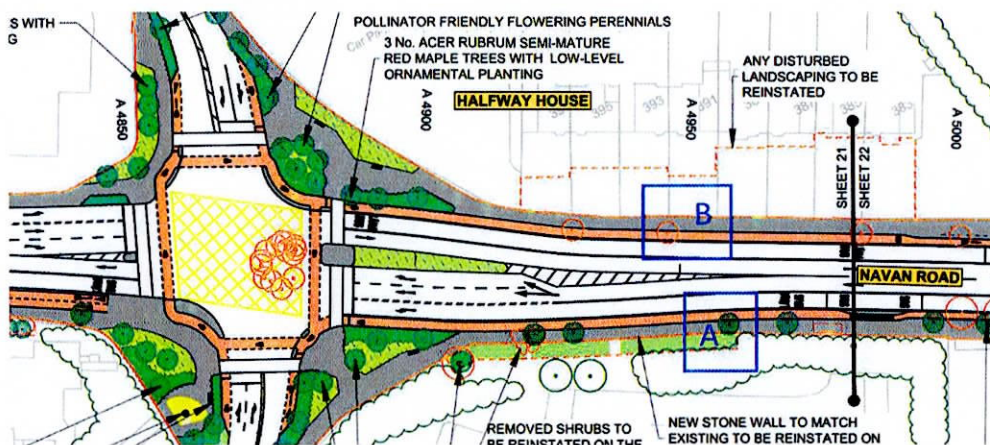 S WITH
G
POLLINATOR FRIENDLY FLOWERING PERENNIALS
3 No. ACER RUBRUM SEMI-MATURE
RED MAPLE TREES WITH LOW-LEVEL
ORNAMENTAL PLANTING
HALFWAY HOUSE
ANY DISTURBED
LANDSCAPING TO BE
REINSTATED
A 4850
A 4900
A 4950
A 5000
395
393
391
389
385
383
SHEET 21
SHEET 22
B
NAVAN ROAD
A
REMOVED SHRUBS TO
BE REINSTATED ON THE
NEW STONE WALL TO MATCH
EXISTING TO BE REINSTATED ON